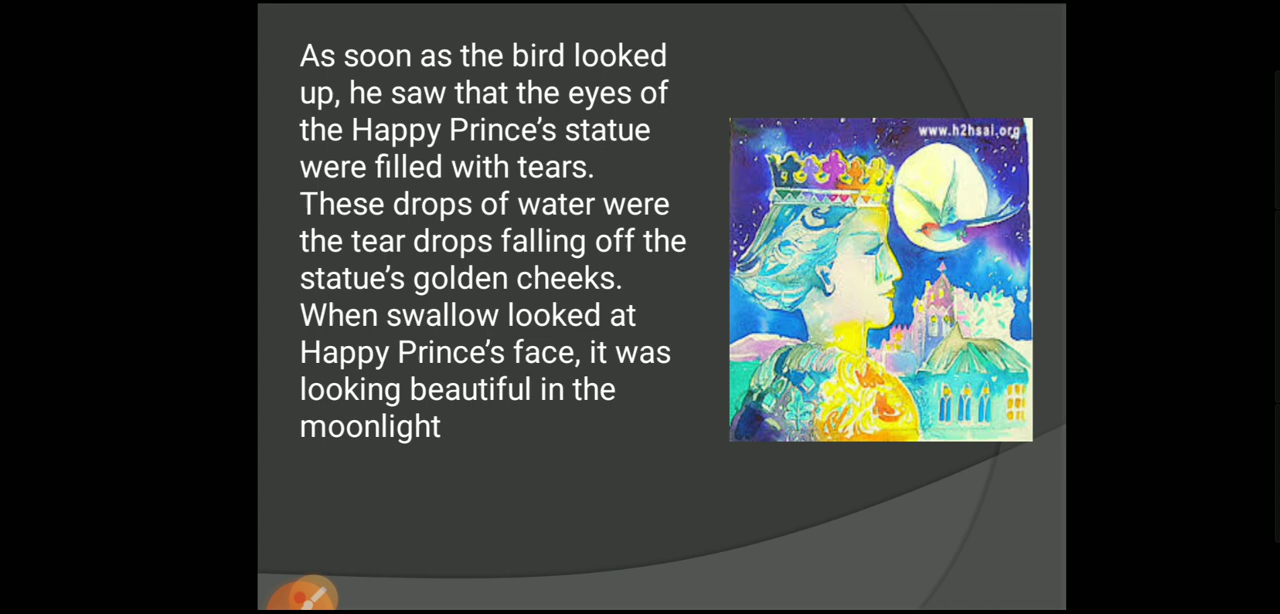 As soon as the bird looked
up, he saw that the eyes of
the Happy Prince’s statue
were filled with tears.
These drops of water were
the tear drops falling off the
statue’s golden cheeks.
When swallow looked at
Happy Prince’s face, it was
looking beautiful in the
moonlight
www.h2hsal.org